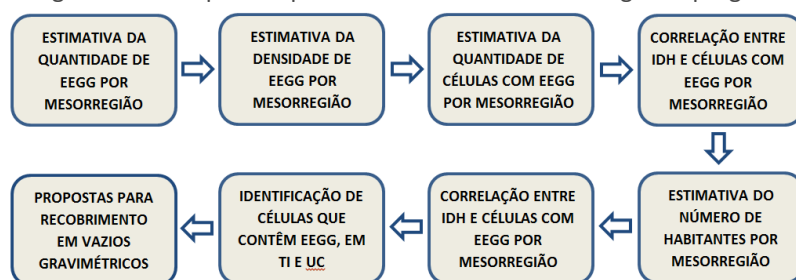 ESTIMATIVA DA
QUANTIDADE DE
EEGG POR
MESORREGIÃO
ESTIMATIVA DA
DENSIDADE DE
EEGG POR
MESORREGIÃO
ESTIMATIVA DA
QUANTIDADE DE
CÉLULAS COM EEGG
POR MESORREGIÃO
CORRELAÇÃO ENTRE
IDH E CÉLULAS COM
EEGG POR
MESORREGIÃO
ESTIMATIVA DO
NÚMERO DE
HABITANTES POR
MESORREGIÃO
CORRELAÇÃO ENTRE
IDH E CÉLULAS COM
EEGG POR
MESORREGIÃO
IDENTIFICAÇÃO DE
CÉLULAS QUE
CONTÊM EEGG, EM
TI E UC
PROPOSTAS PARA
RECOBRIMENTO
EM VAZIOS
GRAVIMÉTRICOS